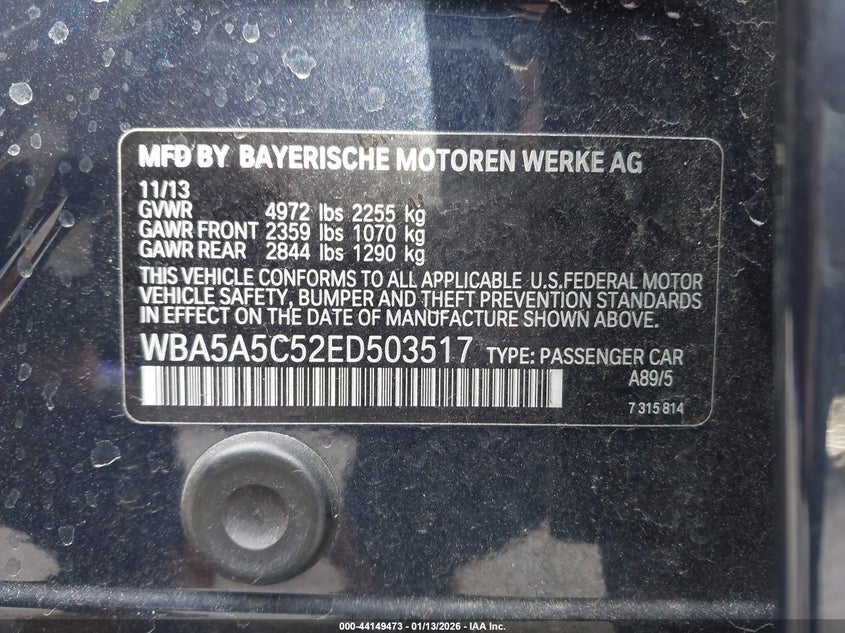 MFD BY BAYERISCHE MOTOREN WERKE AG
11/13
GVWR 4972 lbs 2255 kg
GAWR FRONT 2359 lbs 1070 kg
GAWR REAR 2844 lbs 1290 kg
THIS VEHICLE CONFORMS TO ALL APPLICABLE U.S.FEDERAL MOTOR
VEHICLE SAFETY, BUMPER AND THEFT PREVENTION STANDARDS
IN EFFECT ON THE DATE OF MANUFACTURE SHOWN ABOVE.
WBA5A5C52ED503517 TYPE: PASSENGER CAR
A89/5
7 315 814
000-44149473 - 01/13/2026 - IAA Inc.